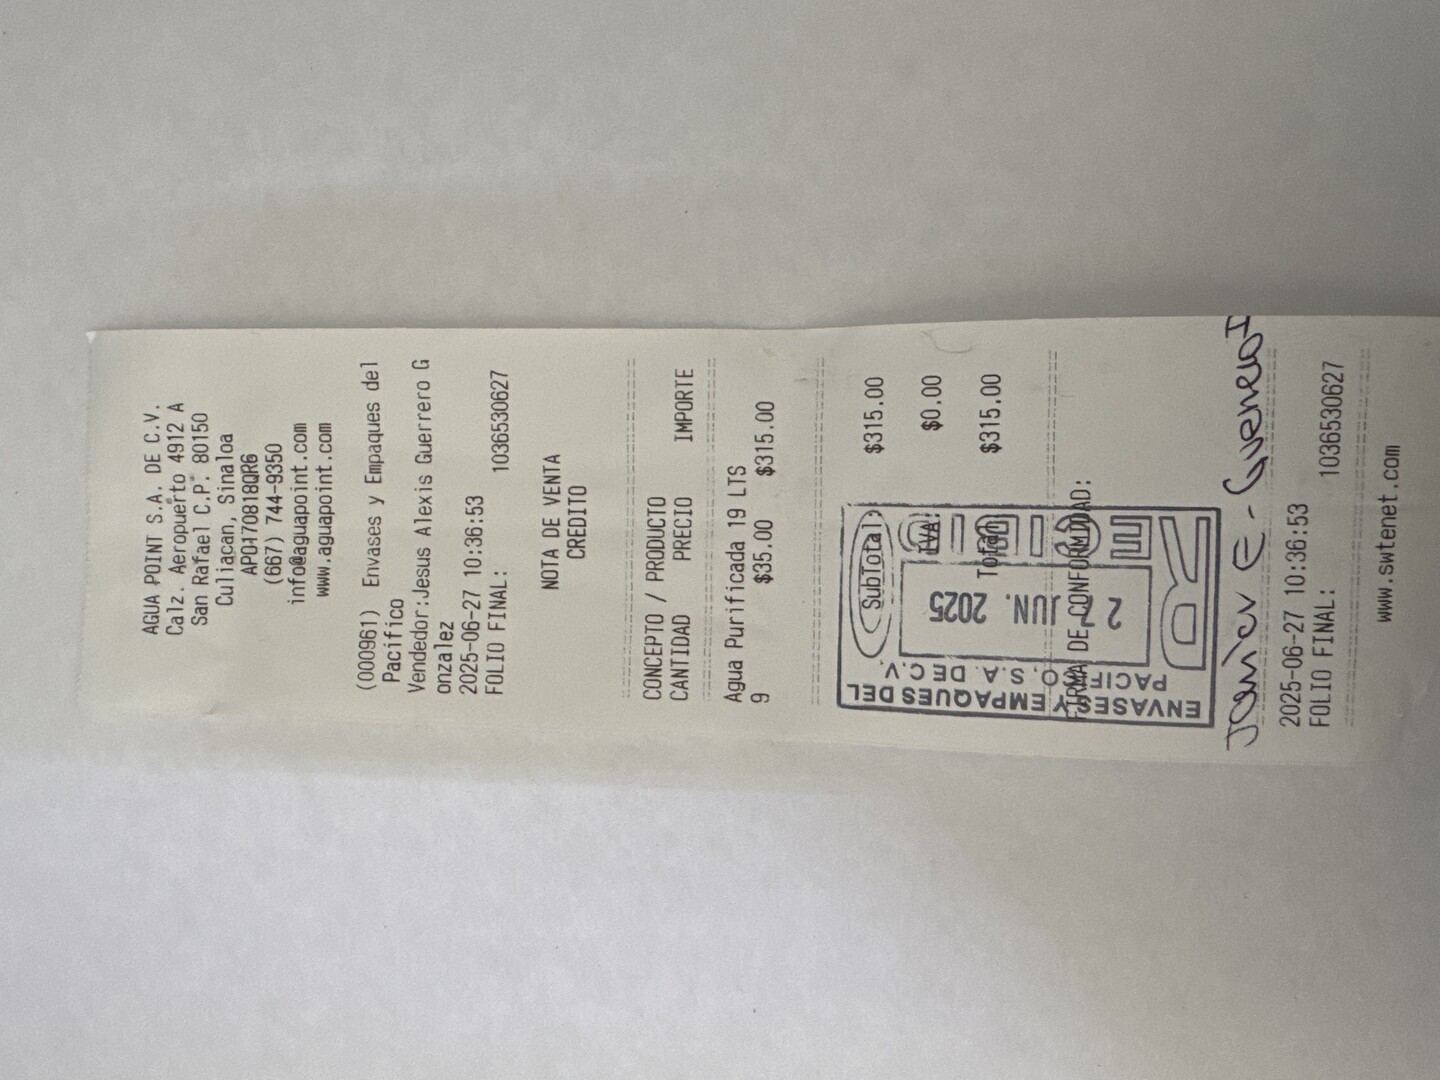 AGUA POINT S.A. DE C.V.
Calz. Aeropuerto 4912 A
San Rafael C.P. 80150
Culiacan, Sinaloa
APO170818QR6
(667) 744-9350
info@aguapoint.com
www.aguapoint.com
(000961) Envases y Empaques del
Pacifico
Vendedor:Jesus Alexis Guerrero G
onzalez
2025-06-27 10:36:53
FOLIO FINAL: 1036530627
NOTA DE VENTA
CREDITO
CONCEPTO / PRODUCTO
CANTIDAD PRECIO IMPORTE
Agua Purificada 19 LTS
9 $35.00 $315.00
SubTotal: $315.00
IVA: $0.00
Total: $315.00
FIRMA DE CONFORMIDAD:
ENVASES Y EMPAQUES DEL
PACIFICO, S.A. DE C.V.
27 JUN. 2025
RECIBIDO
Javier E.
2025-06-27 10:36:53
FOLIO FINAL: 1036530627
www.swtenet.com